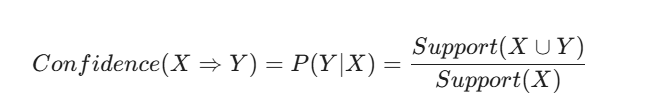 Confidence(X ⇒ Y) = P(Y|X) = Support(X ∪ Y) / Support(X)